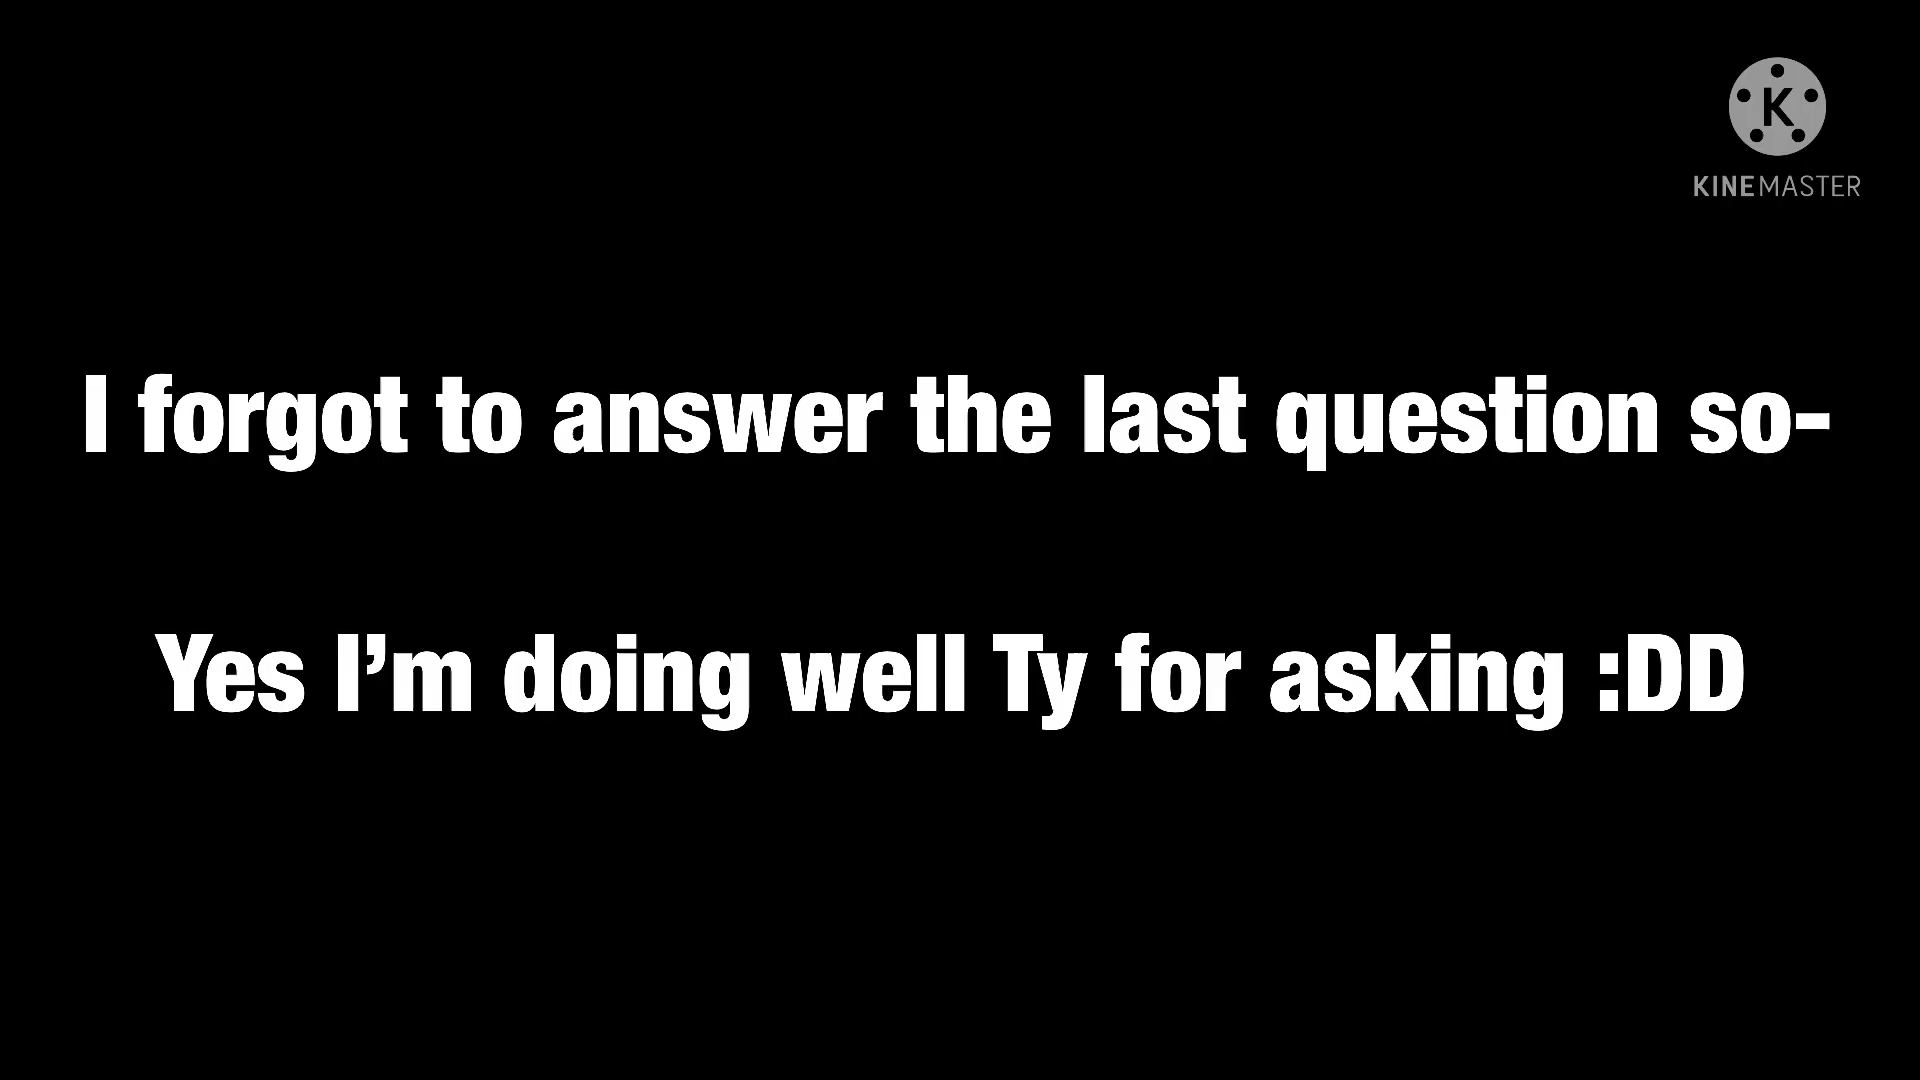 K
KINEMASTER
I forgot to answer the last question so-
Yes I’m doing well Ty for asking :DD